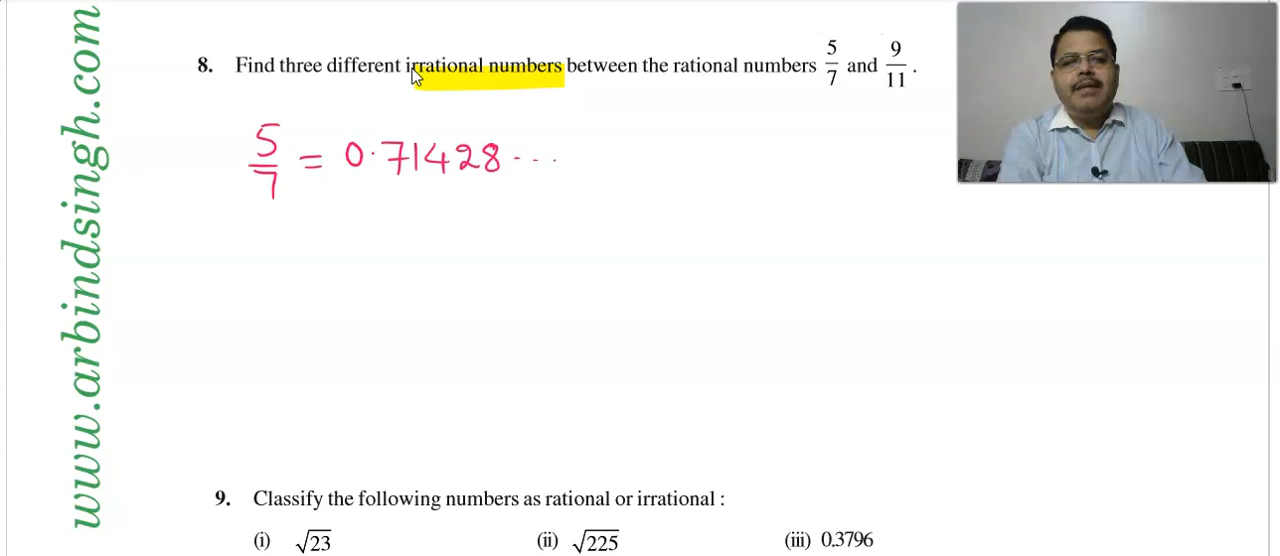 www.arbindsingh.com
8. Find three different irrational numbers between the rational numbers 5/7 and 9/11 .
5/7 = 0.71428 ...
9. Classify the following numbers as rational or irrational :
(i) √23 (ii) √225 (iii) 0.3796